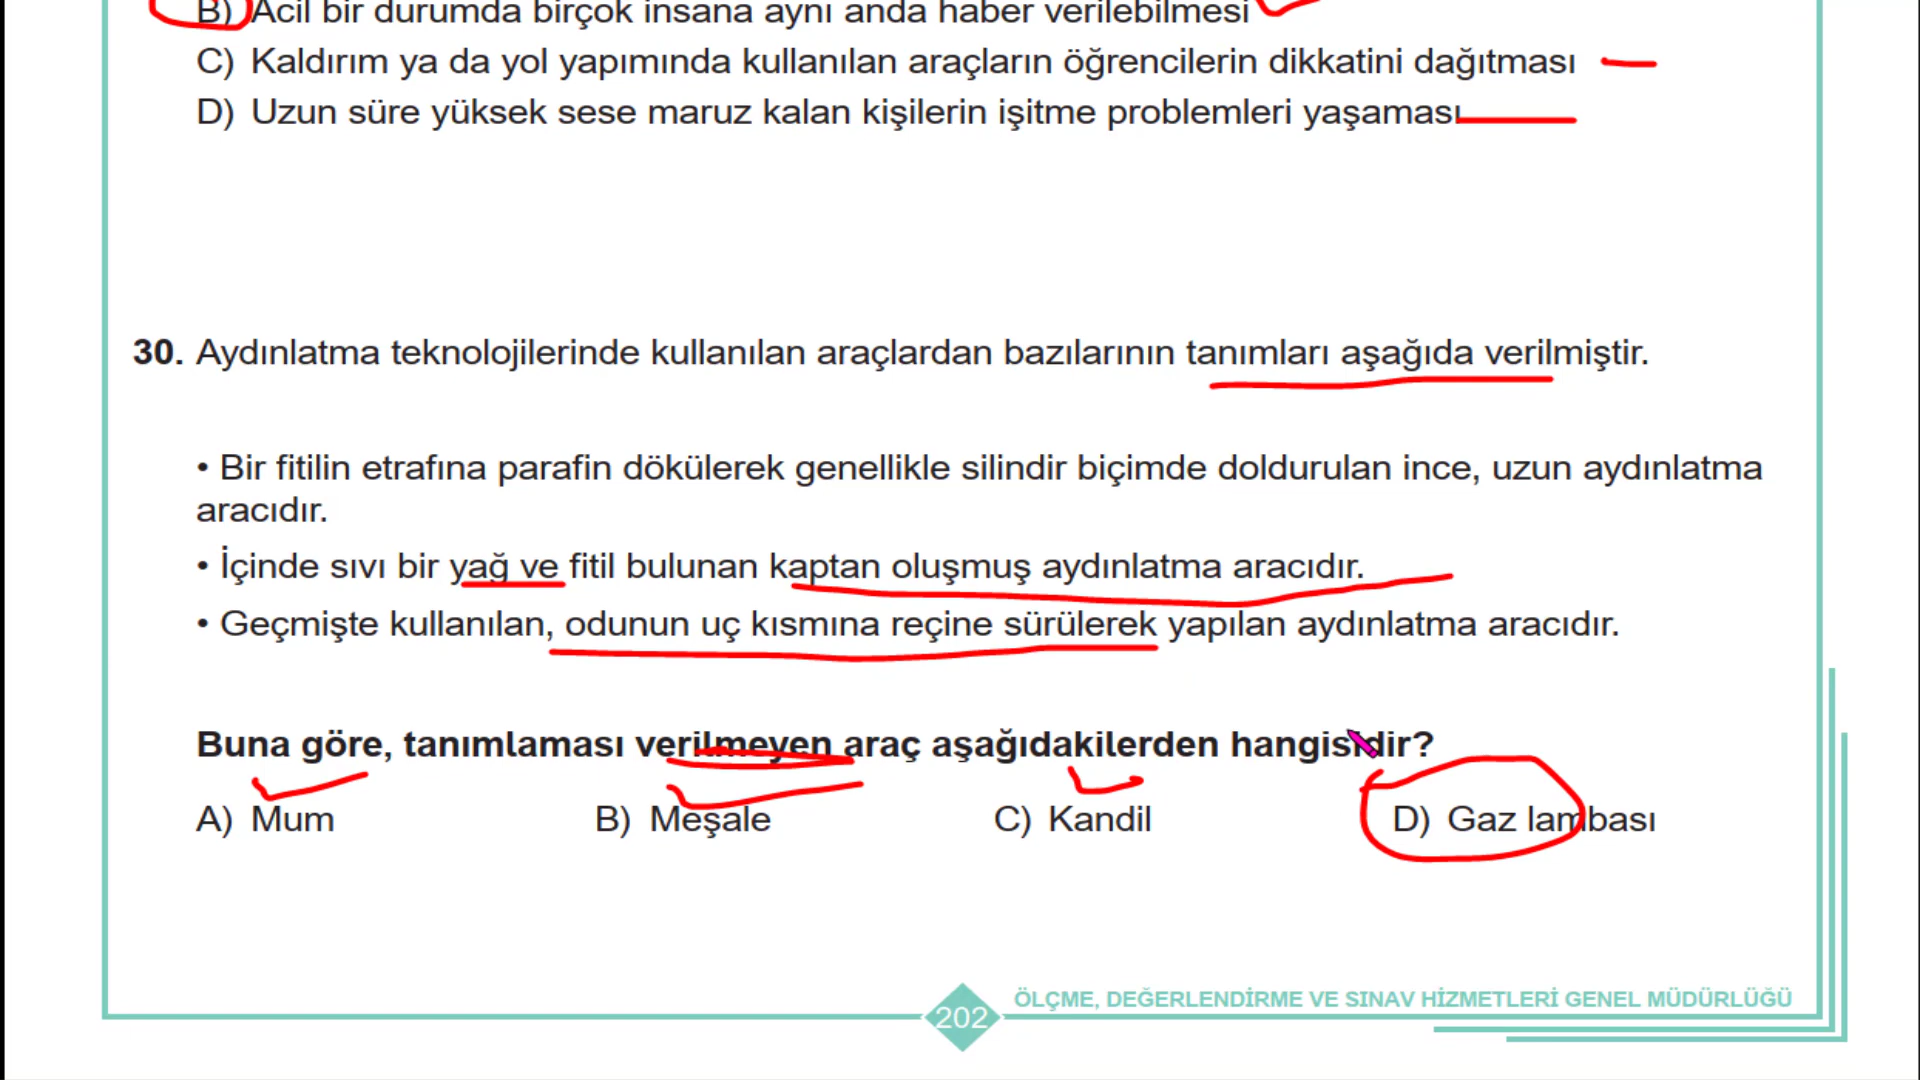 B) Acil bir durumda birçok insana aynı anda haber verilebilmesi
C) Kaldırım ya da yol yapımında kullanılan araçların öğrencilerin dikkatini dağıtması
D) Uzun süre yüksek sese maruz kalan kişilerin işitme problemleri yaşaması
30. Aydınlatma teknolojilerinde kullanılan araçlardan bazılarının tanımları aşağıda verilmiştir.
• Bir fitilin etrafına parafin dökülerek genellikle silindir biçimde doldurulan ince, uzun aydınlatma
aracıdır.
• İçinde sıvı bir yağ ve fitil bulunan kaptan oluşmuş aydınlatma aracıdır.
• Geçmişte kullanılan, odunun uç kısmına reçine sürülerek yapılan aydınlatma aracıdır.
Buna göre, tanımlaması verilmeyen araç aşağıdakilerden hangisidir?
A) Mum B) Meşale C) Kandil D) Gaz lambası
ÖLÇME, DEĞERLENDİRME VE SINAV HİZMETLERİ GENEL MÜDÜRLÜĞÜ
202